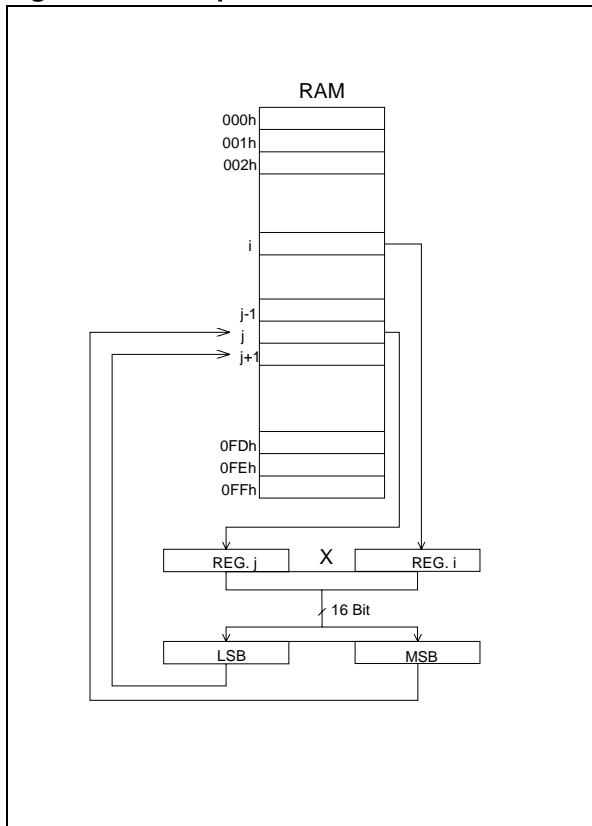 RAM
000h
001h
002h
i
j-1
j
j+1
0FDh
0FEh
0FFh
REG. j X REG. i
16 Bit
LSB MSB